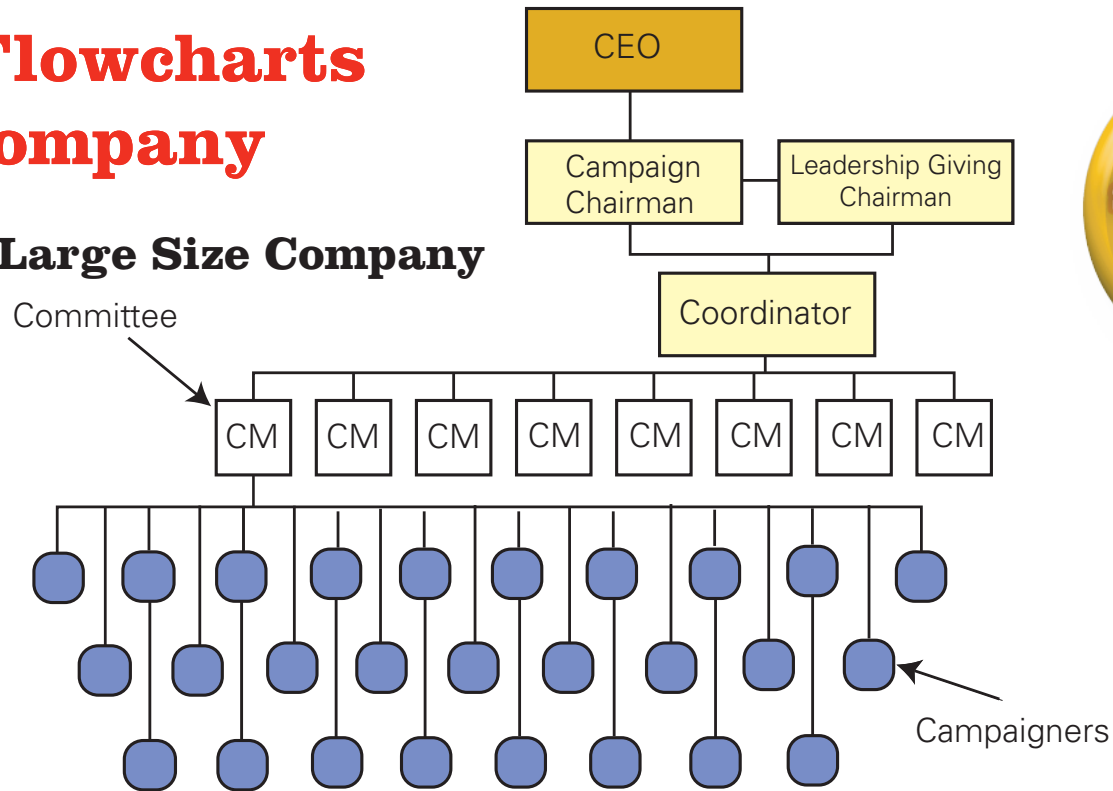 Flowcharts
ompany
Large Size Company
CEO
Campaign
Chairman
Leadership Giving
Chairman
Coordinator
Committee
CM CM CM CM CM CM CM CM
Campaigners